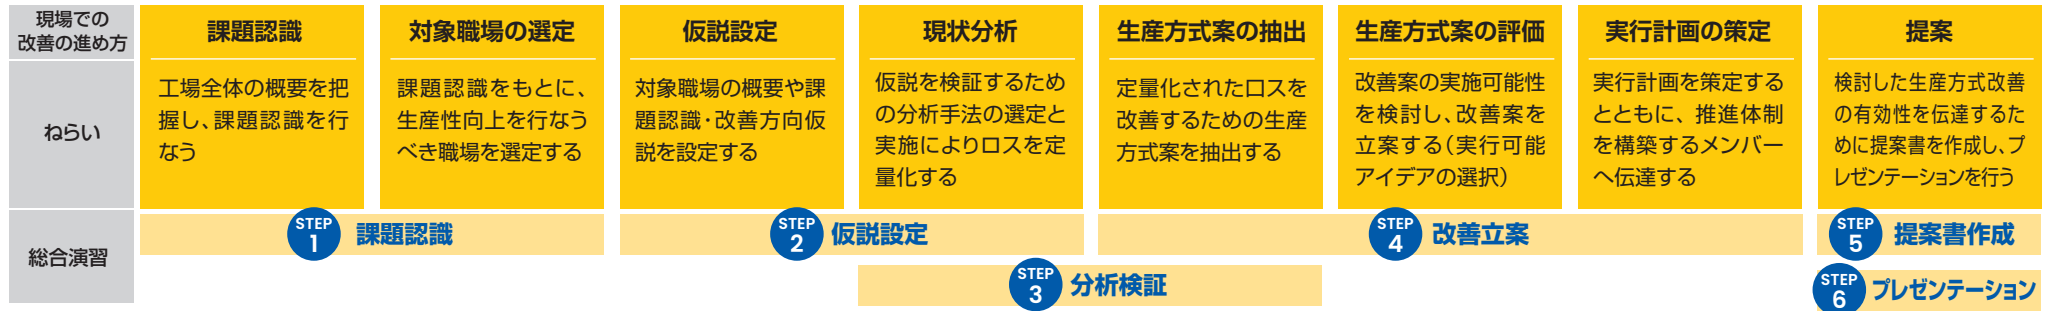 現場での
改善の進め方
課題認識
対象職場の選定
仮説設定
現状分析
生産方式案の抽出
生産方式案の評価
実行計画の策定
提案
ねらい
工場全体の概要を把
握し、課題認識を行
なう
課題認識をもとに、
生産性向上を行なう
べき職場を選定する
対象職場の概要や課
題認識・改善方向仮
説を設定する
仮説を検証するため
の分析手法の選定と
実施によりロスを定
量化する
定量化されたロスを
改善するための生産
方式案を抽出する
改善案の実施可能性
を検討し、改善案を
立案する（実行可能
アイデアの選択）
実行計画を策定する
とともに、推進体制
を構築するメンバー
へ伝達する
検討した生産方式改善
の有効性を伝達するた
めに提案書を作成し、プ
レゼンテーションを行う
総合演習
STEP
1
課題認識
STEP
2
仮説設定
STEP
3
分析検証
STEP
4
改善立案
STEP
5
提案書作成
STEP
6
プレゼンテーション